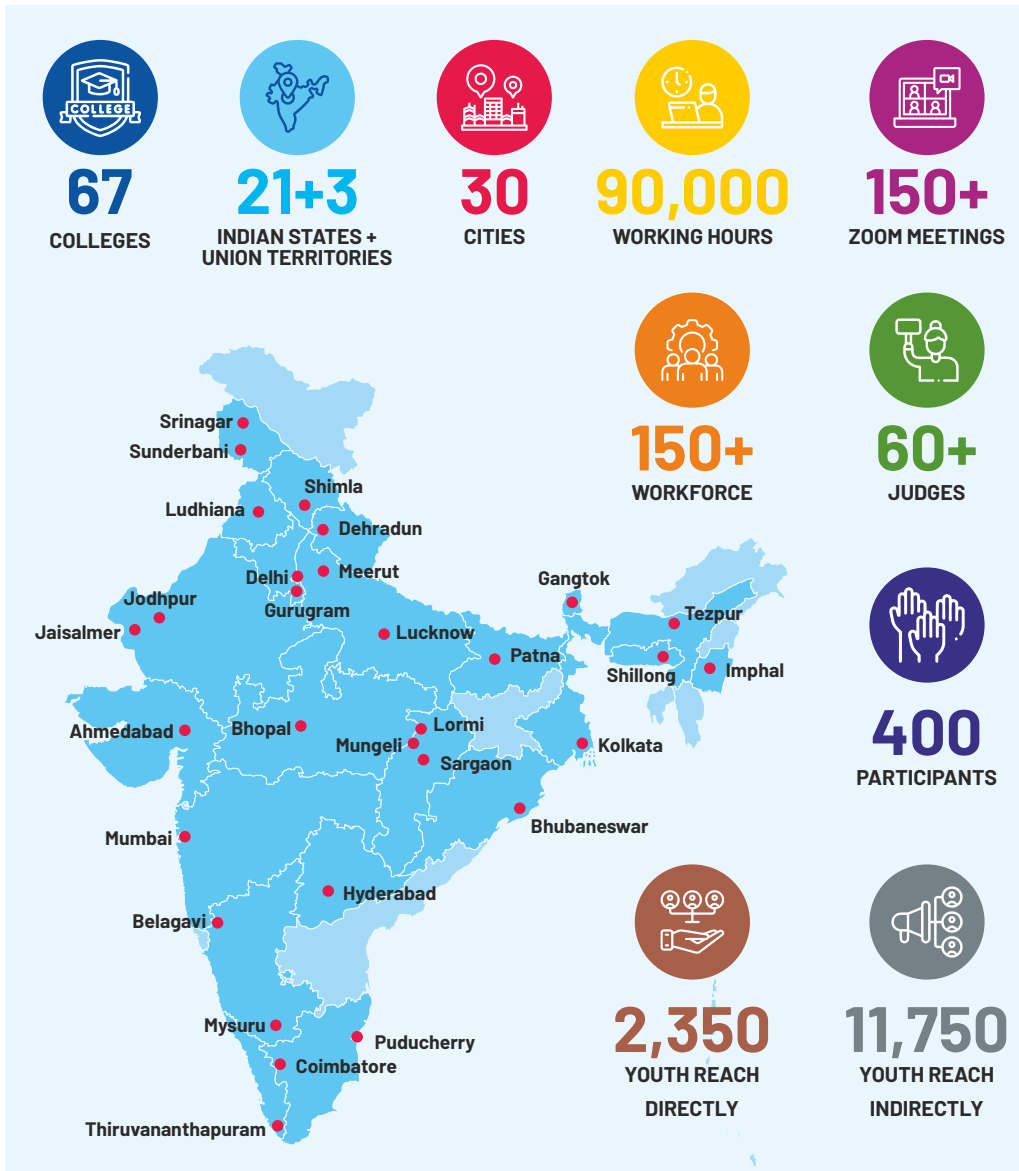 COLLEGE
67
COLLEGES
21+3
INDIAN STATES +
UNION TERRITORIES
30
CITIES
90,000
WORKING HOURS
150+
ZOOM MEETINGS
150+
WORKFORCE
60+
JUDGES
400
PARTICIPANTS
2,350
YOUTH REACH
DIRECTLY
11,750
YOUTH REACH
INDIRECTLY
Srinagar
Sunderbani
Shimla
Ludhiana
Dehradun
Delhi
Meerut
Gurugram
Jodhpur
Jaisalmer
Lucknow
Gangtok
Tezpur
Patna
Shillong
Imphal
Ahmedabad
Bhopal
Lormi
Mungeli
Sargaon
Kolkata
Bhubaneswar
Mumbai
Hyderabad
Belagavi
Mysuru
Puducherry
Coimbatore
Thiruvananthapuram